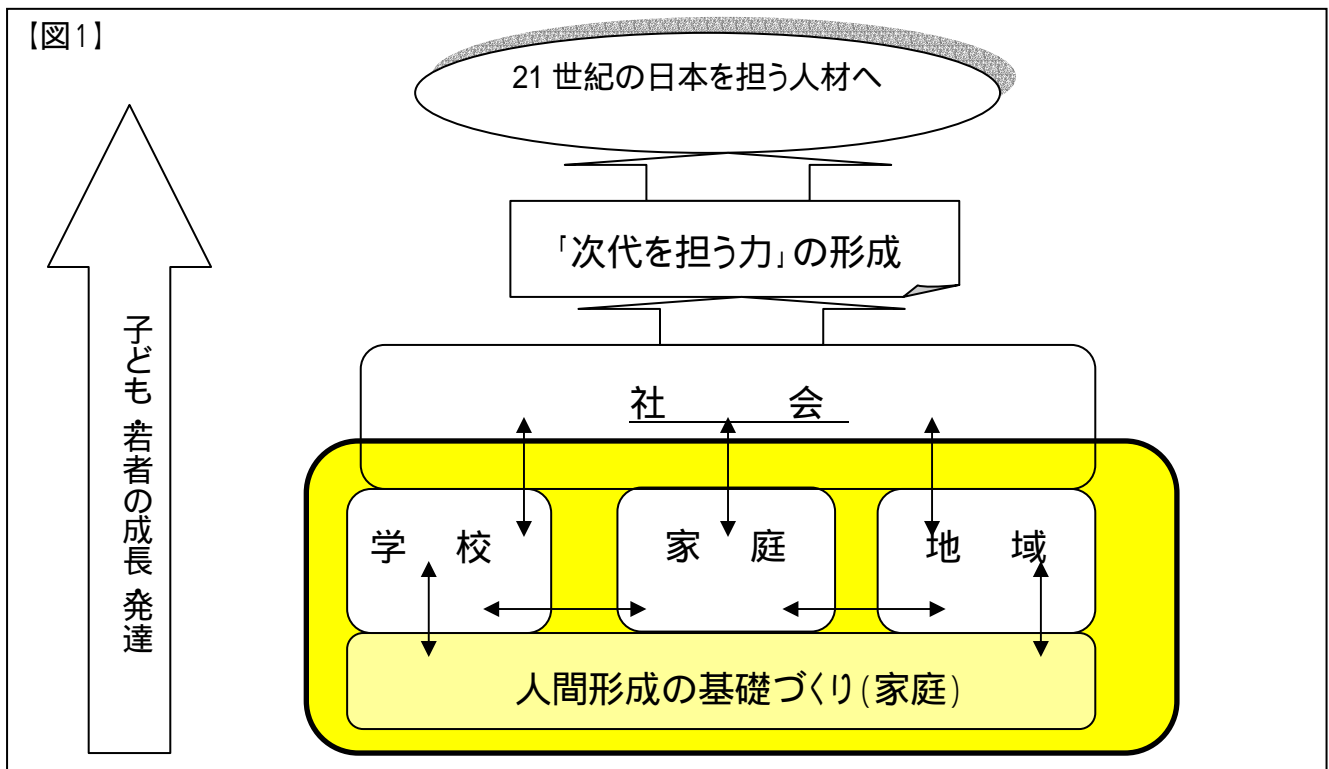 【図1】
21 世紀の日本を担う人材へ
「次代を担う力」の形成
子ども・若者の成長・発達
社 会
学 校
家 庭
地 域
人間形成の基礎づくり(家庭)